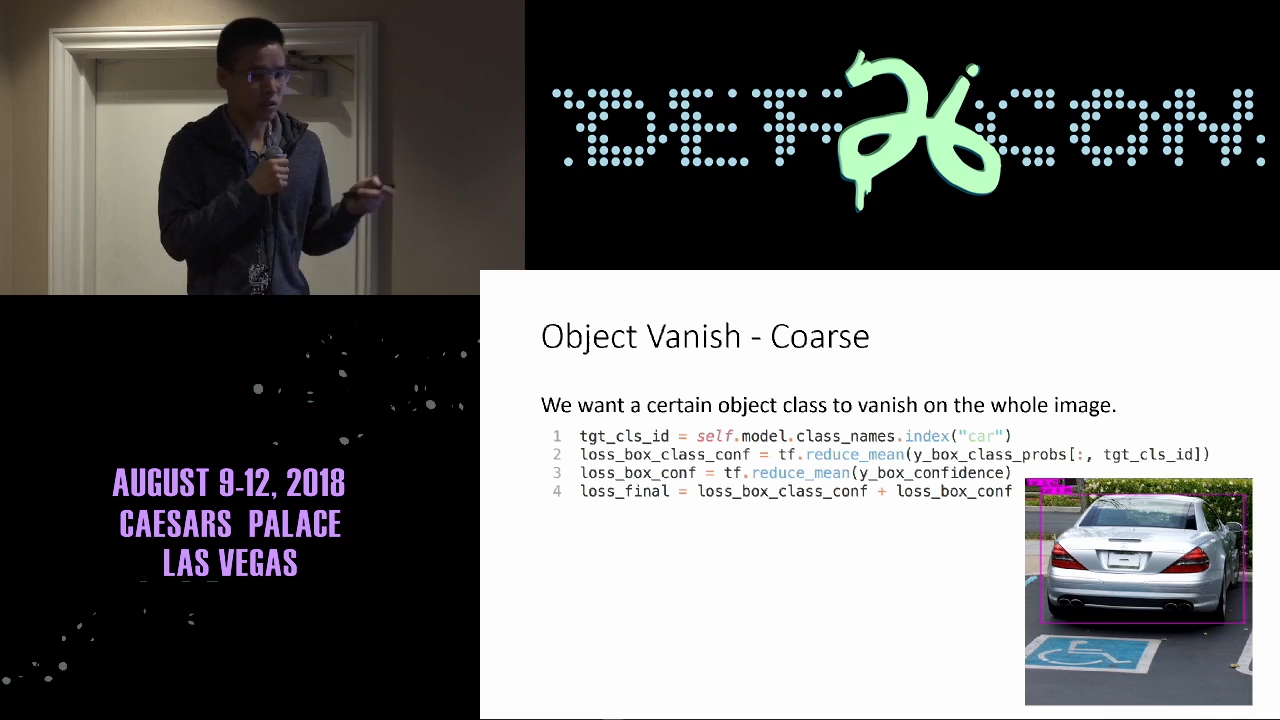 DEF 26 CON
AUGUST 9-12, 2018
CAESARS PALACE
LAS VEGAS
Object Vanish - Coarse
We want a certain object class to vanish on the whole image.
1 tgt_cls_id = self.model.class_names.index("car")
2 loss_box_class_conf = tf.reduce_mean(y_box_class_probs[:, tgt_cls_id])
3 loss_box_conf = tf.reduce_mean(y_box_confidence)
4 loss_final = loss_box_class_conf + loss_box_conf